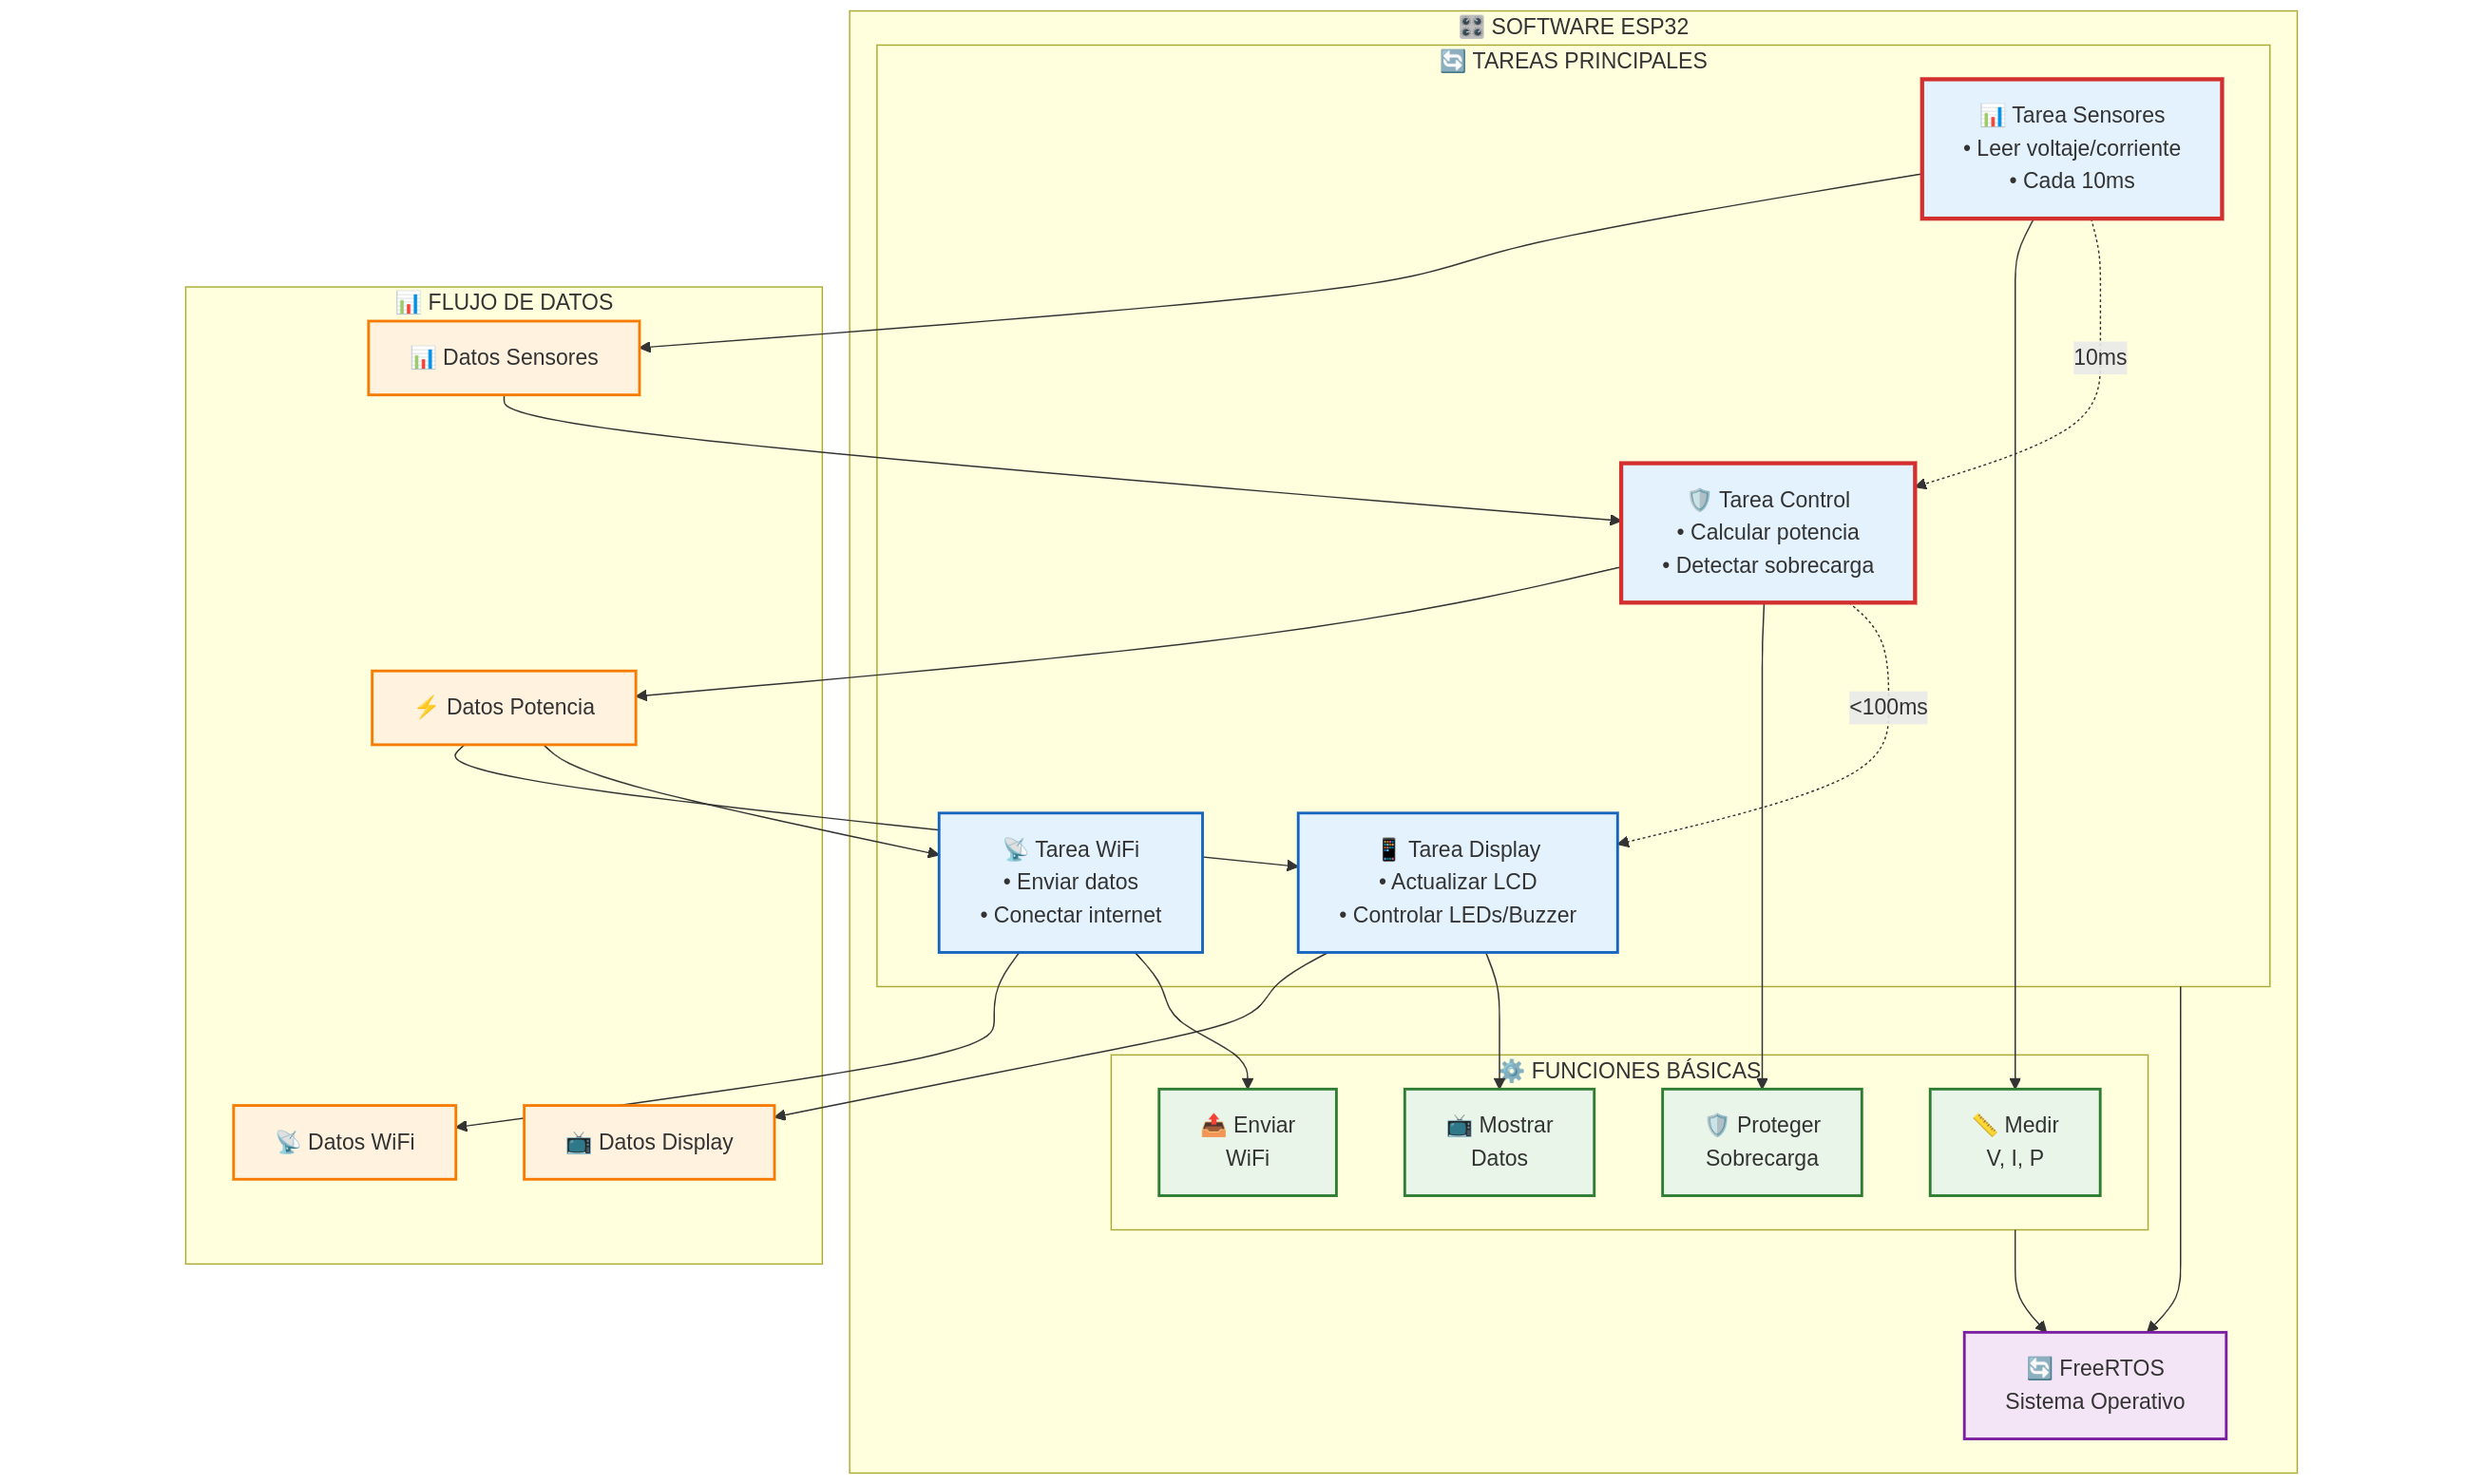 🎛️ SOFTWARE ESP32
🔄 TAREAS PRINCIPALES
📊 Tarea Sensores
• Leer voltaje/corriente
• Cada 10ms
📊 FLUJO DE DATOS
📊 Datos Sensores
10ms
🛡️ Tarea Control
• Calcular potencia
• Detectar sobrecarga
⚡ Datos Potencia
<100ms
📡 Tarea WiFi
• Enviar datos
• Conectar internet
📱 Tarea Display
• Actualizar LCD
• Controlar LEDs/Buzzer
⚙️ FUNCIONES BÁSICAS
📡 Datos WiFi
📺 Datos Display
📤 Enviar
WiFi
📺 Mostrar
Datos
🛡️ Proteger
Sobrecarga
📏 Medir
V, I, P
🔄 FreeRTOS
Sistema Operativo